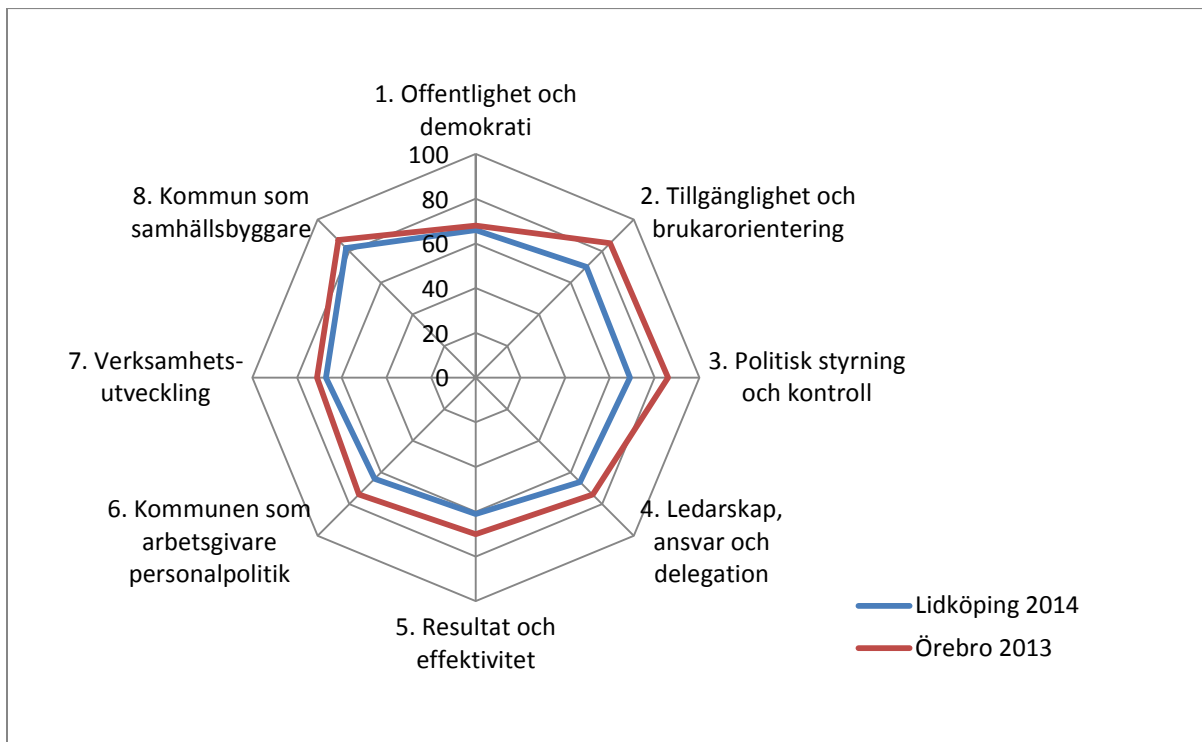 1. Offentlighet och
demokrati
100
80
60
40
20
0
2. Tillgänglighet och
brukarorientering
3. Politisk styrning
och kontroll
4. Ledarskap,
ansvar och
delegation
5. Resultat och
effektivitet
6. Kommunen som
arbetsgivare
personalpolitik
7. Verksamhets-
utveckling
8. Kommun som
samhällsbyggare
Lidköping 2014
Örebro 2013